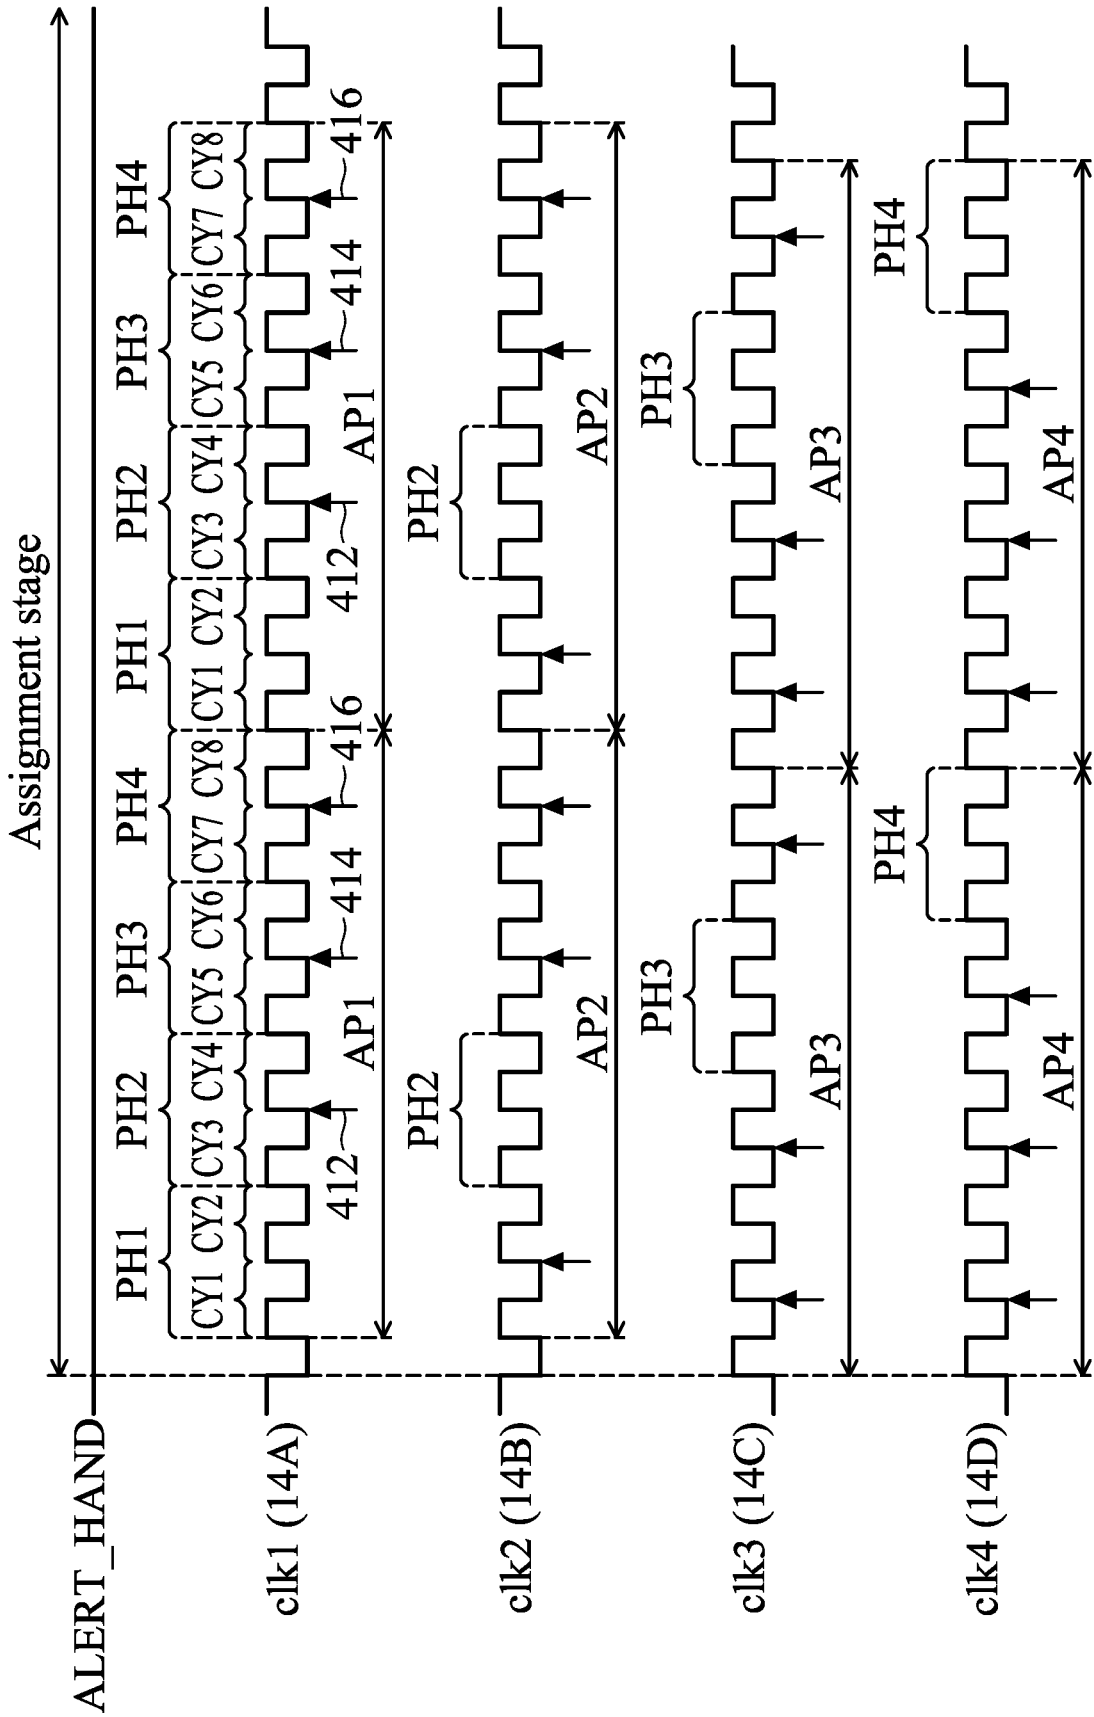 Assignment stage
ALERT_HAND
PH1 PH2 PH3 PH4 PH1 PH2 PH3 PH4
CY1 CY2 CY3 CY4 CY5 CY6 CY7 CY8 CY1 CY2 CY3 CY4 CY5 CY6 CY7 CY8
clk1 (14A)
412 414 416 412 414 416
AP1 AP1
PH2 PH2
clk2 (14B)
AP2 AP2
PH3 PH3
clk3 (14C)
AP3 AP3
PH4 PH4
clk4 (14D)
AP4 AP4